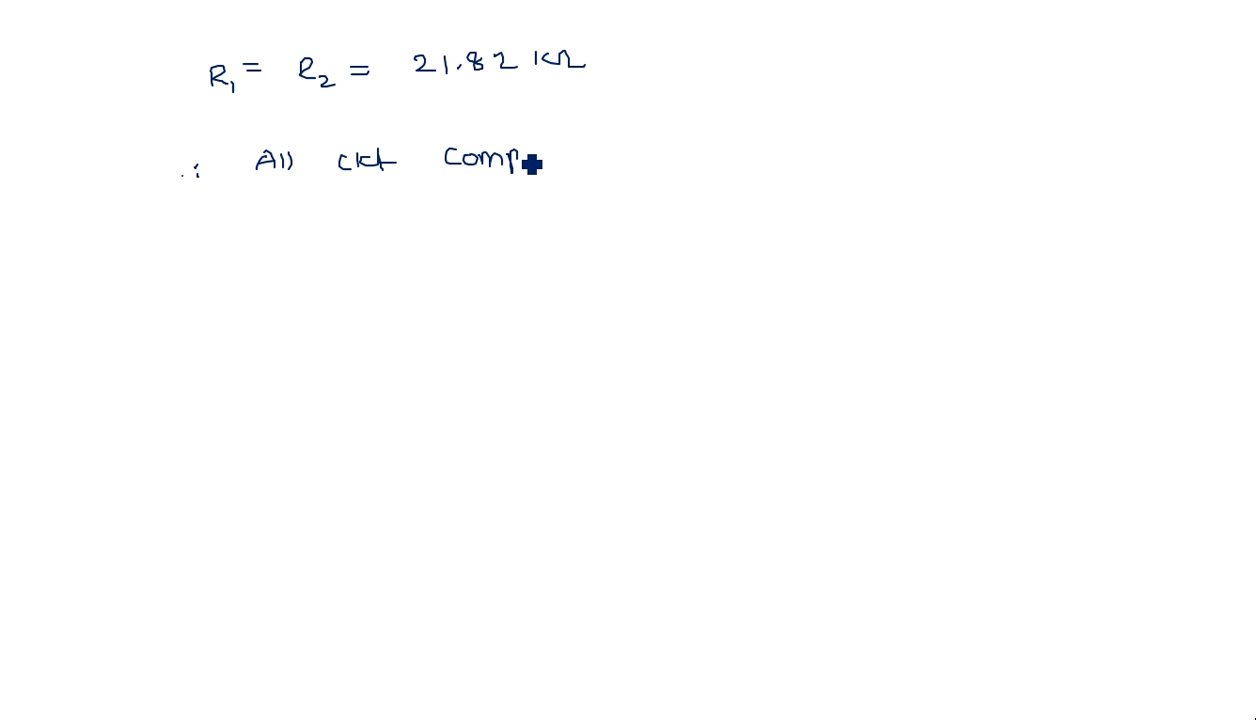 R₁ = R₂ = 21.82 KΩ
∴ All ckt Comp